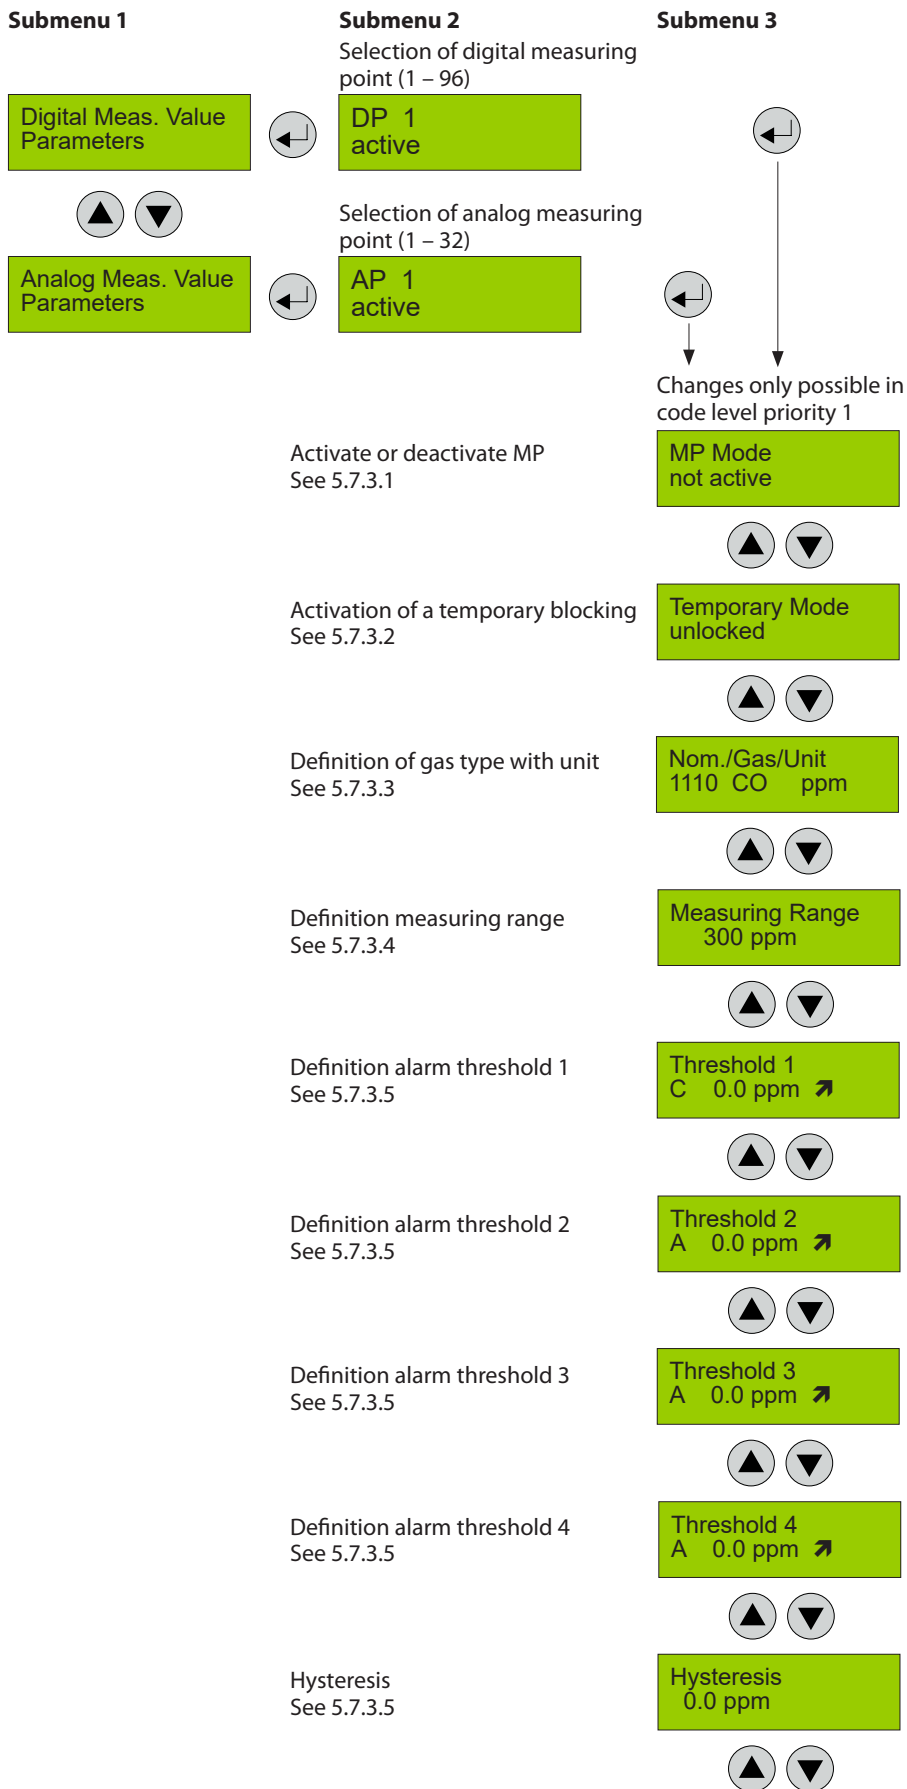 Submenu 1
Submenu 2
Submenu 3
Selection of digital measuring
point (1 – 96)
Digital Meas. Value
Parameters
DP 1
active
Selection of analog measuring
point (1 – 32)
Analog Meas. Value
Parameters
AP 1
active
Changes only possible in
code level priority 1
Activate or deactivate MP
See 5.7.3.1
MP Mode
not active
Activation of a temporary blocking
See 5.7.3.2
Temporary Mode
unlocked
Definition of gas type with unit
See 5.7.3.3
Nom./Gas/Unit
1110 CO ppm
Definition measuring range
See 5.7.3.4
Measuring Range
300 ppm
Definition alarm threshold 1
See 5.7.3.5
Threshold 1
C 0.0 ppm ↗
Definition alarm threshold 2
See 5.7.3.5
Threshold 2
A 0.0 ppm ↗
Definition alarm threshold 3
See 5.7.3.5
Threshold 3
A 0.0 ppm ↗
Definition alarm threshold 4
See 5.7.3.5
Threshold 4
A 0.0 ppm ↗
Hysteresis
See 5.7.3.5
Hysteresis
0.0 ppm